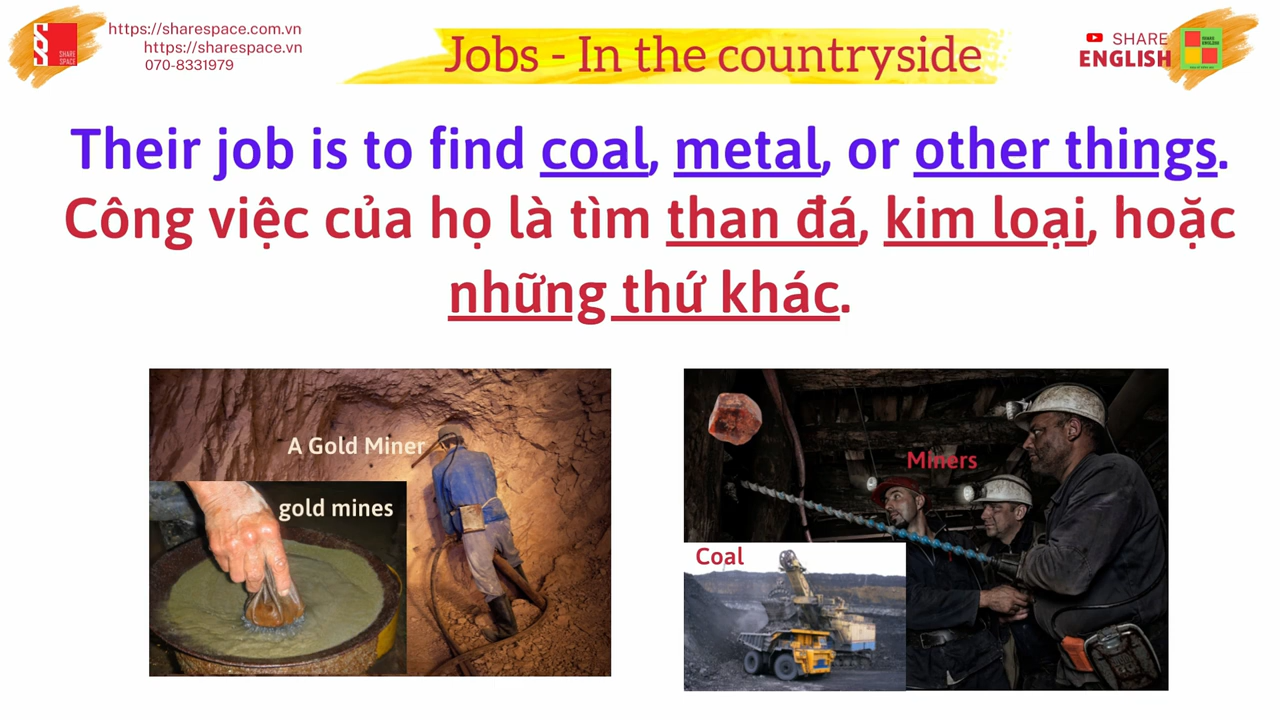 https://sharespace.com.vn
https://sharespace.vn
070-8331979
SHARE
SPACE
Jobs - In the countryside
SHARE
ENGLISH
Their job is to find coal, metal, or other things.
Công việc của họ là tìm than đá, kim loại, hoặc
những thứ khác.
A Gold Miner
gold mines
Miners
Coal